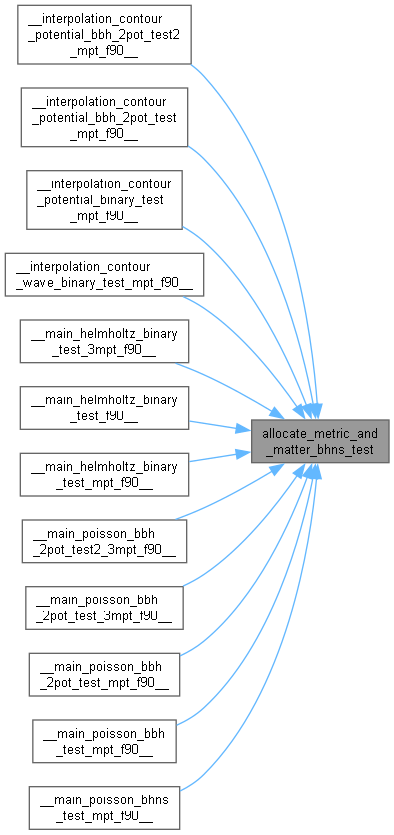 __interpolation_contour
_potential_bbh_2pot_test2
_mpt_f90__
__interpolation_contour
_potential_bbh_2pot_test
_mpt_f90__
__interpolation_contour
_potential_binary_test
_mpt_f90__
__interpolation_contour
_wave_binary_test_mpt_f90__
__main_helmholtz_binary
_test_3mpt_f90__
__main_helmholtz_binary
_test_f90__
__main_helmholtz_binary
_test_mpt_f90__
allocate_metric_and
_matter_bhns_test
__main_poisson_bbh
_2pot_test2_3mpt_f90__
__main_poisson_bbh
_2pot_test_3mpt_f90__
__main_poisson_bbh
_2pot_test_mpt_f90__
__main_poisson_bbh
_test_mpt_f90__
__main_poisson_bhns
_test_mpt_f90__